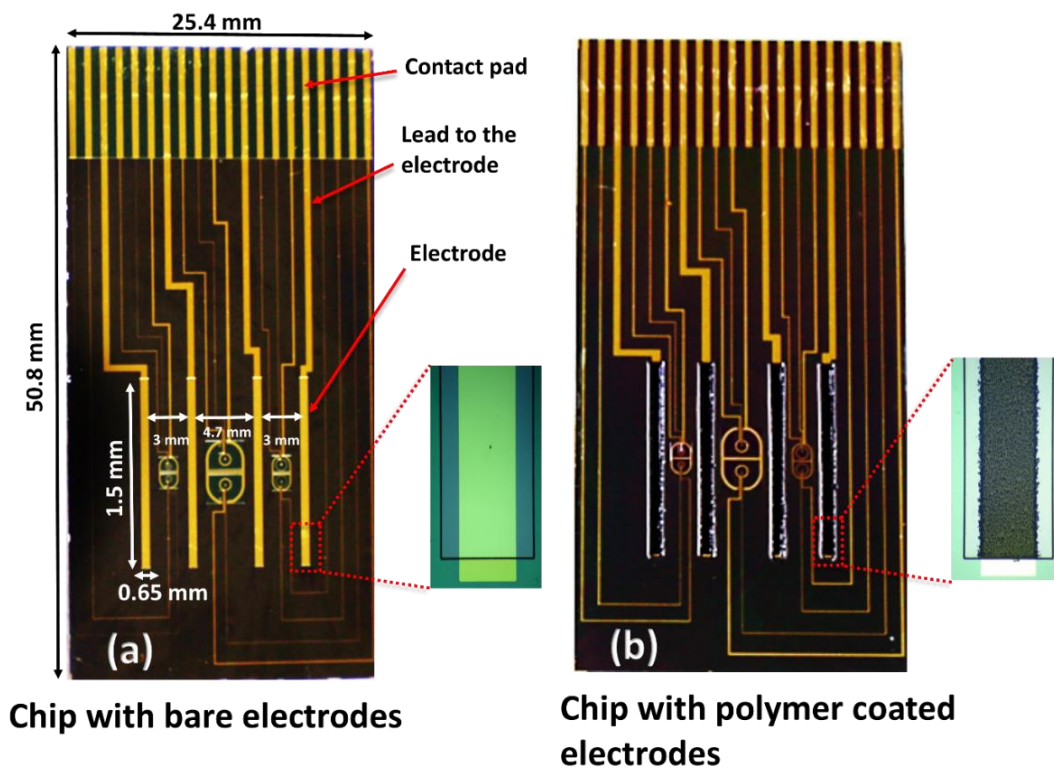 25.4 mm
Contact pad
Lead to the
electrode
Electrode
50.8 mm
3 mm
4.7 mm
3 mm
1.5 mm
0.65 mm
(a)
(b)
Chip with bare electrodes
Chip with polymer coated
electrodes